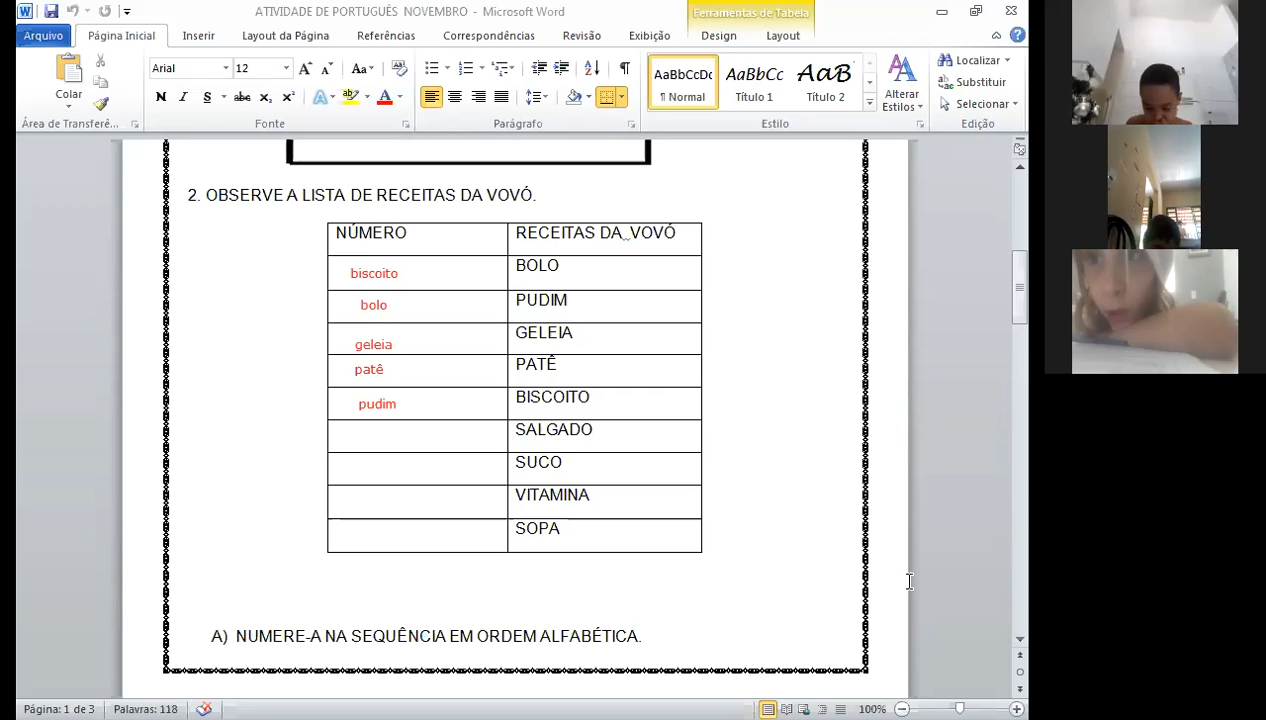 ATIVIDADE DE PORTUGUÊS NOVEMBRO - Microsoft Word
Ferramentas de Tabela
Arquivo
Página Inicial
Inserir
Layout da Página
Referências
Correspondências
Revisão
Exibição
Design
Layout
Colar
Área de Transferê...
Arial
12
Aa
N I S abc x₂ x²
A
Fonte
Parágrafo
AaBbCcDc
¶ Normal
AaBbCc
Título 1
AaB
Título 2
Alterar
Estilos
Estilo
Localizar
Substituir
Selecionar
Edição
2. OBSERVE A LISTA DE RECEITAS DA VOVÓ.
NÚMERO RECEITAS DA VOVÓ
biscoito BOLO
bolo PUDIM
geleia GELEIA
patê PATÊ
pudim BISCOITO
SALGADO
SUCO
VITAMINA
SOPA
A) NUMERE-A NA SEQUÊNCIA EM ORDEM ALFABÉTICA.
Página: 1 de 3
Palavras: 118
100%